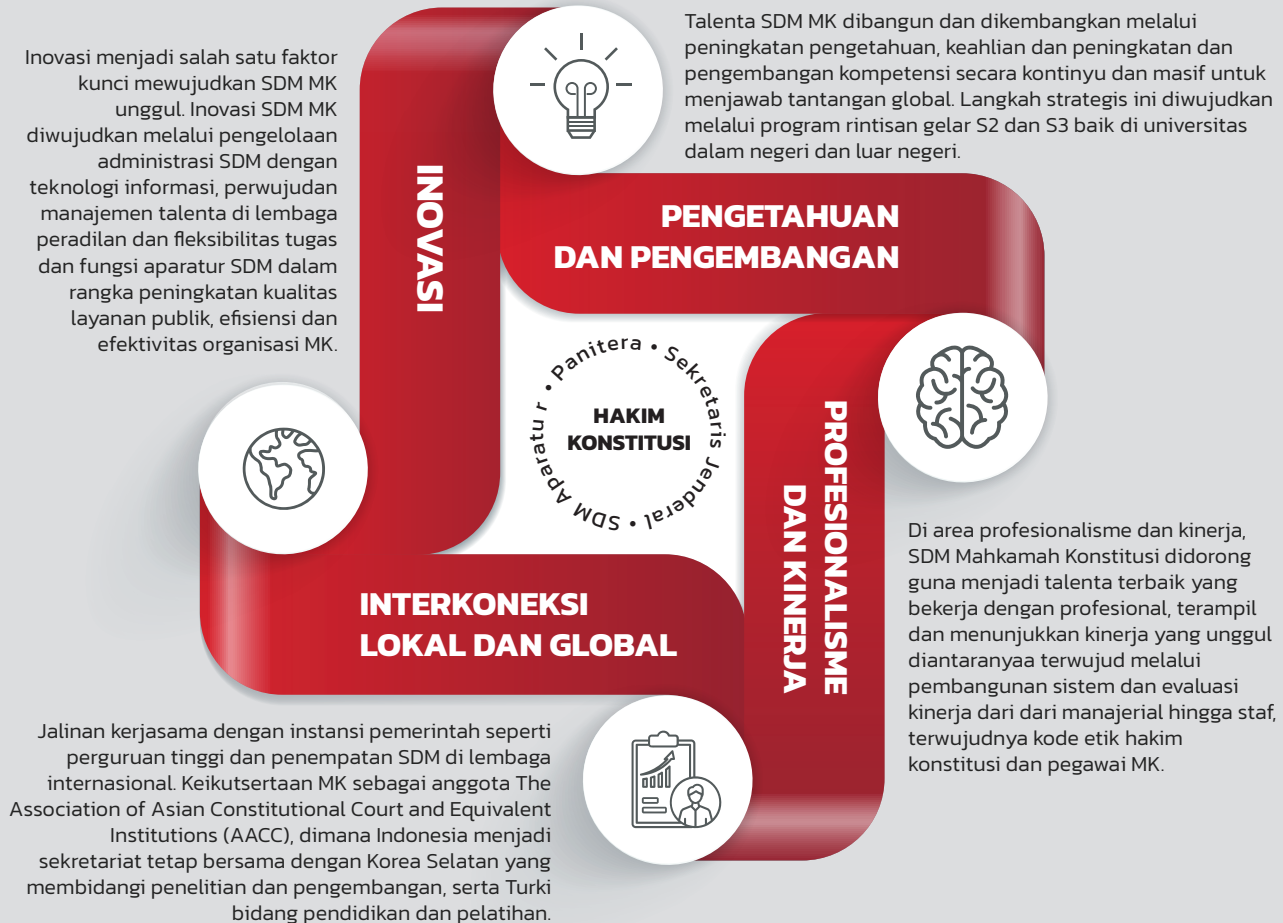 Inovasi menjadi salah satu faktor
kunci mewujudkan SDM MK
unggul. Inovasi SDM MK
diwujudkan melalui pengelolaan
administrasi SDM dengan
teknologi informasi, perwujudan
manajemen talenta di lembaga
peradilan dan fleksibilitas tugas
dan fungsi aparatur SDM dalam
rangka peningkatan kualitas
layanan publik, efisiensi dan
efektivitas organisasi MK.
INOVASI
Talenta SDM MK dibangun dan dikembangkan melalui
peningkatan pengetahuan, keahlian dan peningkatan dan
pengembangan kompetensi secara kontinyu dan masif untuk
menjawab tantangan global. Langkah strategis ini diwujudkan
melalui program rintisan gelar S2 dan S3 baik di universitas
dalam negeri dan luar negeri.
PENGETAHUAN
DAN PENGEMBANGAN
Panitera • Sekretaris Jenderal • SDM Aparatur •
HAKIM
KONSTITUSI
PROFESIONALISME
DAN KINERJA
Di area profesionalisme dan kinerja,
SDM Mahkamah Konstitusi didorong
guna menjadi talenta terbaik yang
bekerja dengan profesional, terampil
dan menunjukkan kinerja yang unggul
diantaranyaa terwujud melalui
pembangunan sistem dan evaluasi
kinerja dari dari manajerial hingga staf,
terwujudnya kode etik hakim
konstitusi dan pegawai MK.
INTERKONEKSI
LOKAL DAN GLOBAL
Jalinan kerjasama dengan instansi pemerintah seperti
perguruan tinggi dan penempatan SDM di lembaga
internasional. Keikutsertaan MK sebagai anggota The
Association of Asian Constitutional Court and Equivalent
Institutions (AACC), dimana Indonesia menjadi
sekretariat tetap bersama dengan Korea Selatan yang
membidangi penelitian dan pengembangan, serta Turki
bidang pendidikan dan pelatihan.